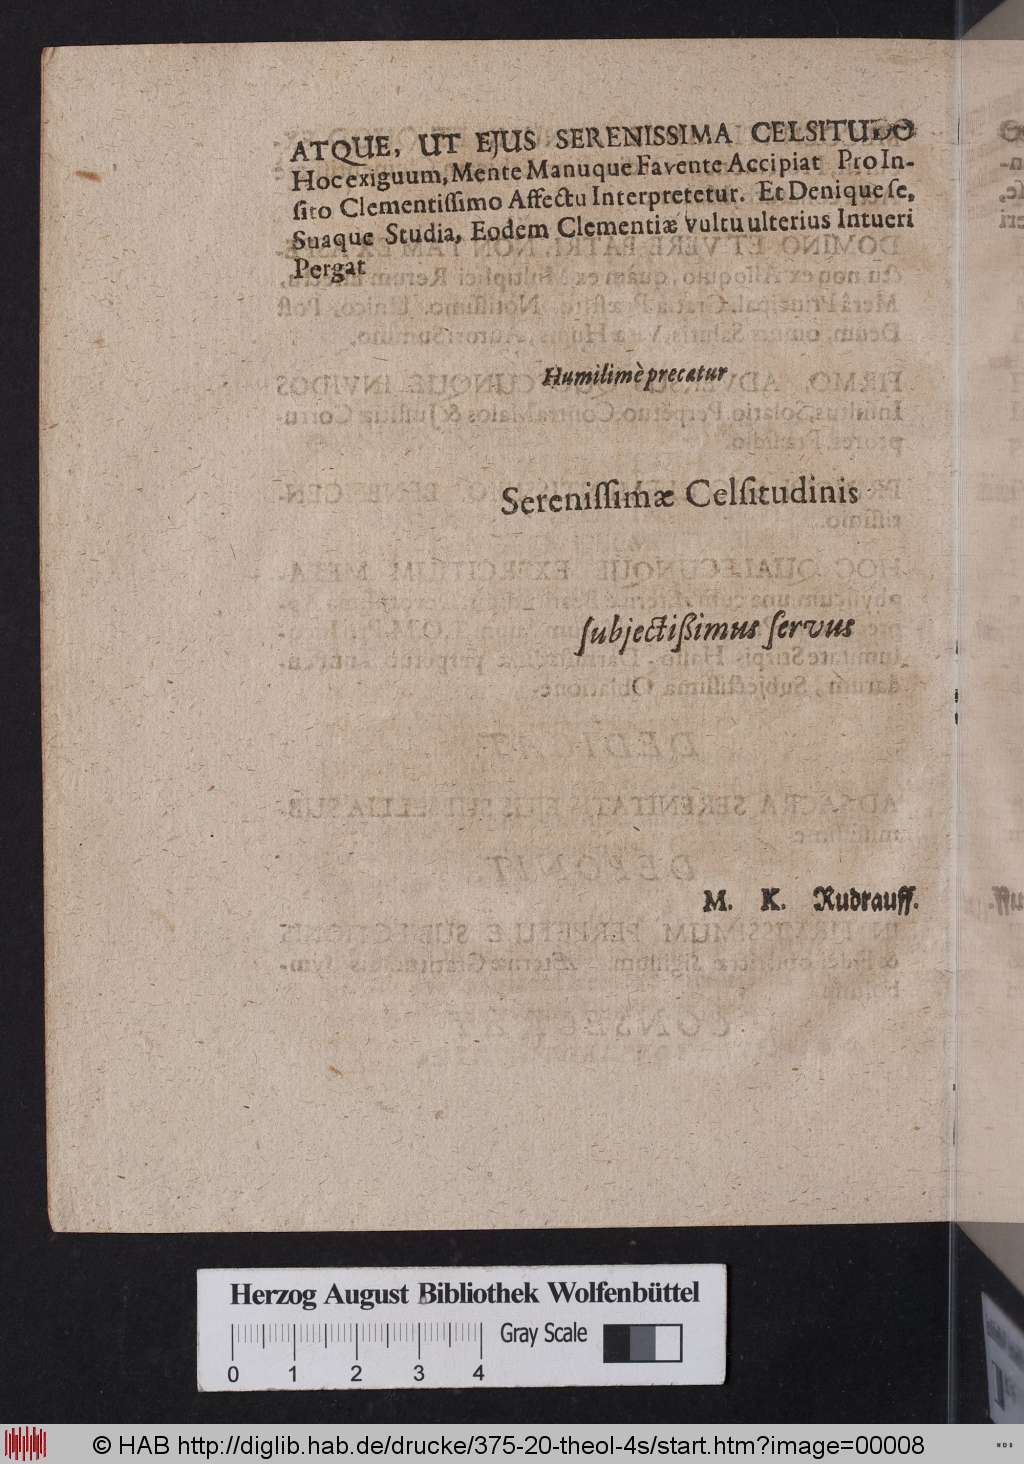 ATQUE, UT EJUS SERENISSIMA CELSITUDO
Hoc exiguum, Mente Manuque Favente Accipiat Pro In-
ſito Clementiſſimo Affectu Interpretetur. Et Denique ſe,
Suaque Studia, Eodem Clementiæ vultu ulterius Intueri
Pergat
Humilimè precatur
Sereniſſimæ Celſitudinis
ſubjectißimus ſervus
M. K. Rudrauff.
Herzog August Bibliothek Wolfenbüttel
Gray Scale
0 1 2 3 4
© HAB http://diglib.hab.de/drucke/375-20-theol-4s/start.htm?image=00008